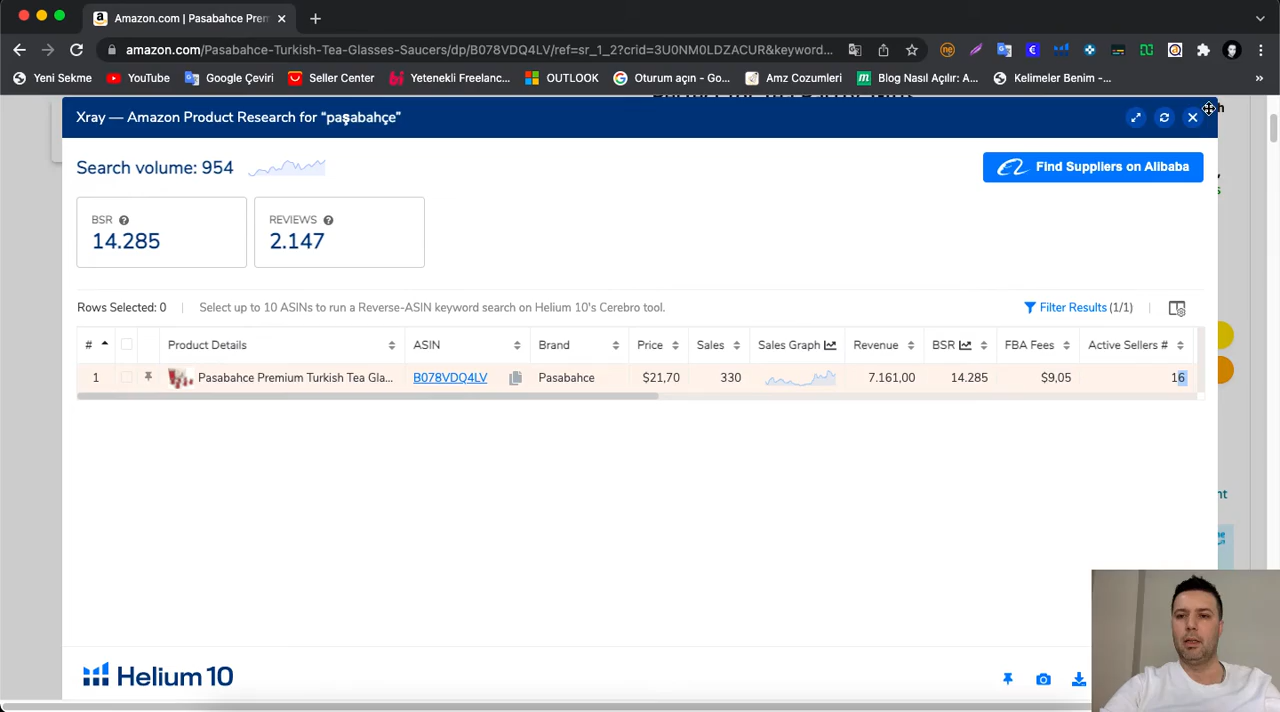 Amazon.com | Pasabahce Prem
amazon.com/Pasabahce-Turkish-Tea-Glasses-Saucers/dp/B078VDQ4LV/ref=sr_1_2?crid=3U0NM0LDZACUR&keyword...
Yeni Sekme YouTube Google Çeviri Seller Center Yetenekli Freelanc... OUTLOOK Oturum açın - Go... Amz Cozumleri Blog Nasıl Açılır: A... Kelimeler Benim –... »
Xray — Amazon Product Research for “paşabahçe”
Search volume: 954
Find Suppliers on Alibaba
BSR
14.285
REVIEWS
2.147
Rows Selected: 0 Select up to 10 ASINs to run a Reverse-ASIN keyword search on Helium 10's Cerebro tool. Filter Results (1/1)
# Product Details ASIN Brand Price Sales Sales Graph Revenue BSR FBA Fees Active Sellers #
1 Pasabahce Premium Turkish Tea Gla... B078VDQ4LV Pasabahce $21,70 330 7.161,00 14.285 $9,05 16
Helium 10